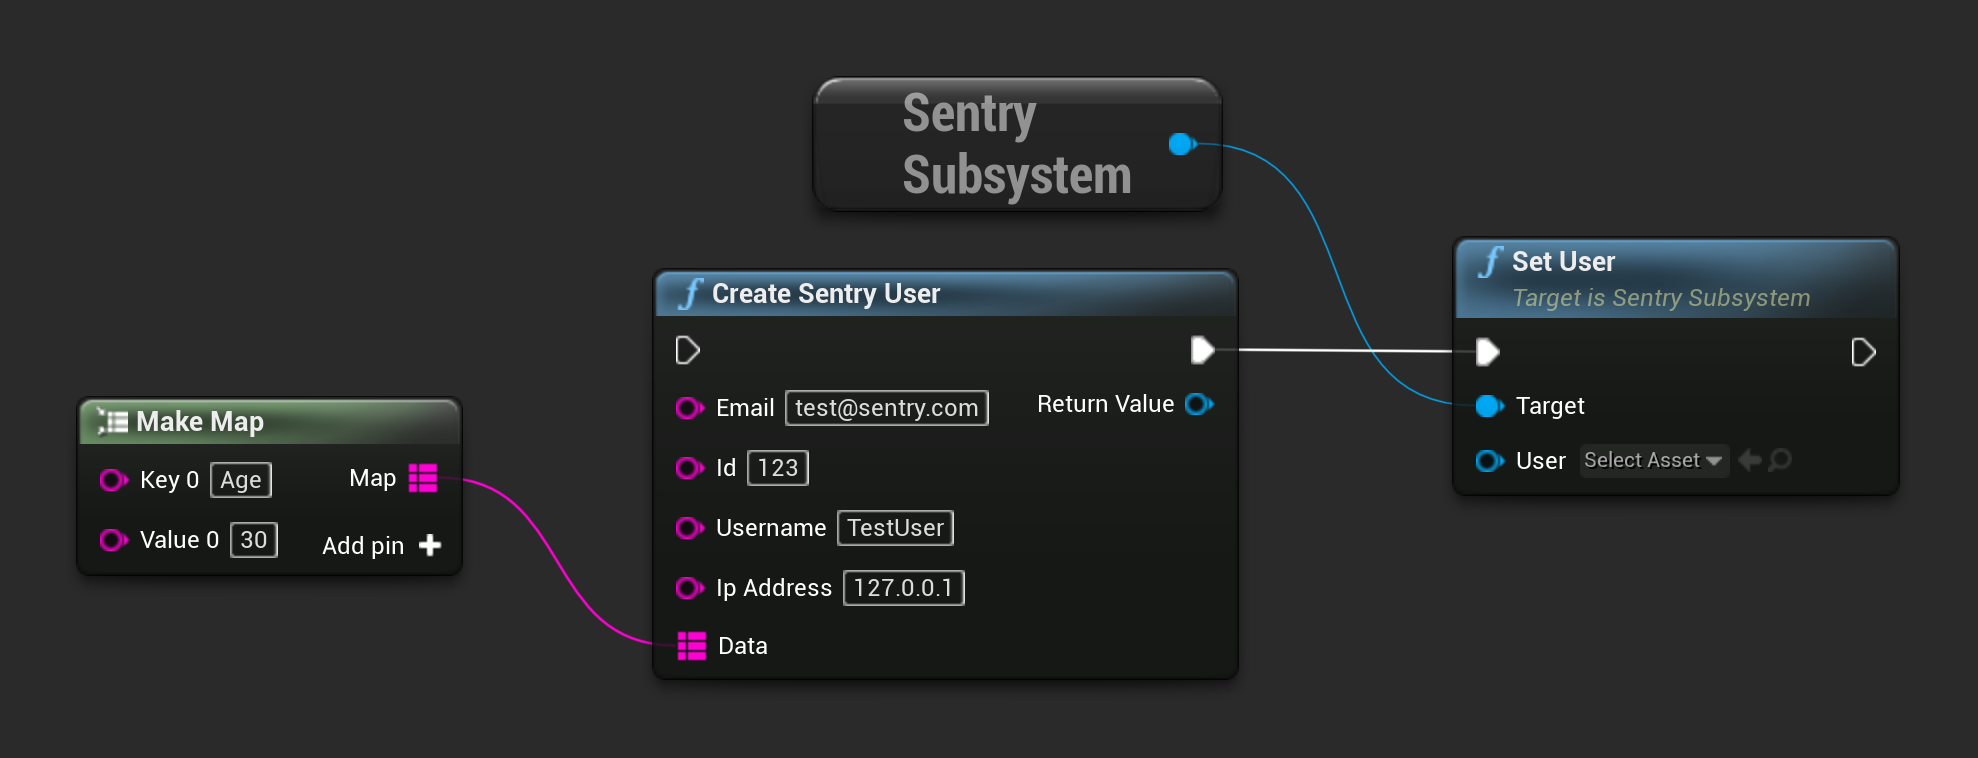 Sentry
Subsystem
f Set User
Target is Sentry Subsystem
Target
User Select Asset
f Create Sentry User
Email test@sentry.com Return Value
Id 123
Username TestUser
Ip Address 127.0.0.1
Data
Make Map
Key 0 Age Map
Value 0 30 Add pin